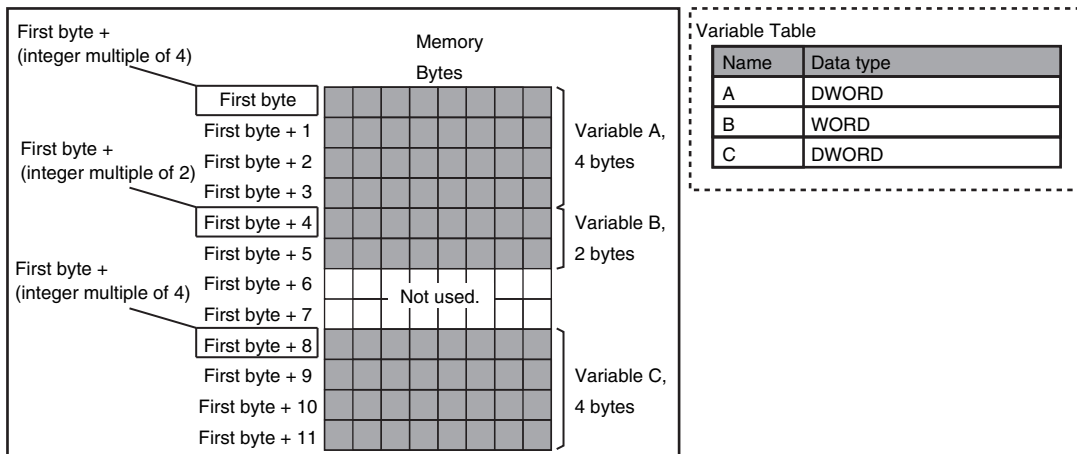 First byte +
(integer multiple of 4)
Memory
Bytes
First byte
First byte + 1
First byte + 2
First byte + 3
Variable A,
4 bytes
First byte +
(integer multiple of 2)
First byte + 4
First byte + 5
Variable B,
2 bytes
First byte +
(integer multiple of 4)
First byte + 6
First byte + 7
Not used.
First byte + 8
First byte + 9
First byte + 10
First byte + 11
Variable C,
4 bytes
Variable Table
Name Data type
A DWORD
B WORD
C DWORD